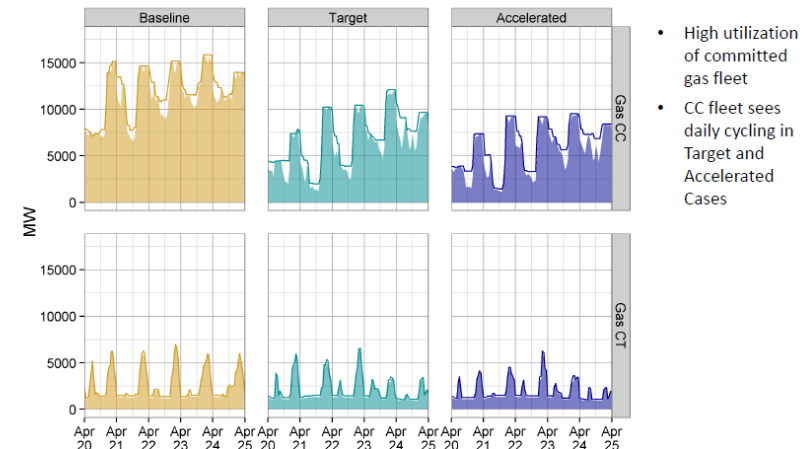 Baseline
Target
Accelerated
15000
10000
5000
0
Gas CC
• High utilization
of committed
gas fleet
• CC fleet sees
daily cycling in
Target and
Accelerated
Cases
MW
15000
10000
5000
0
Gas CT
Apr Apr Apr Apr Apr Apr Apr Apr Apr Apr Apr Apr Apr Apr Apr Apr Apr Apr
20 21 22 23 24 25 20 21 22 23 24 25 20 21 22 23 24 25